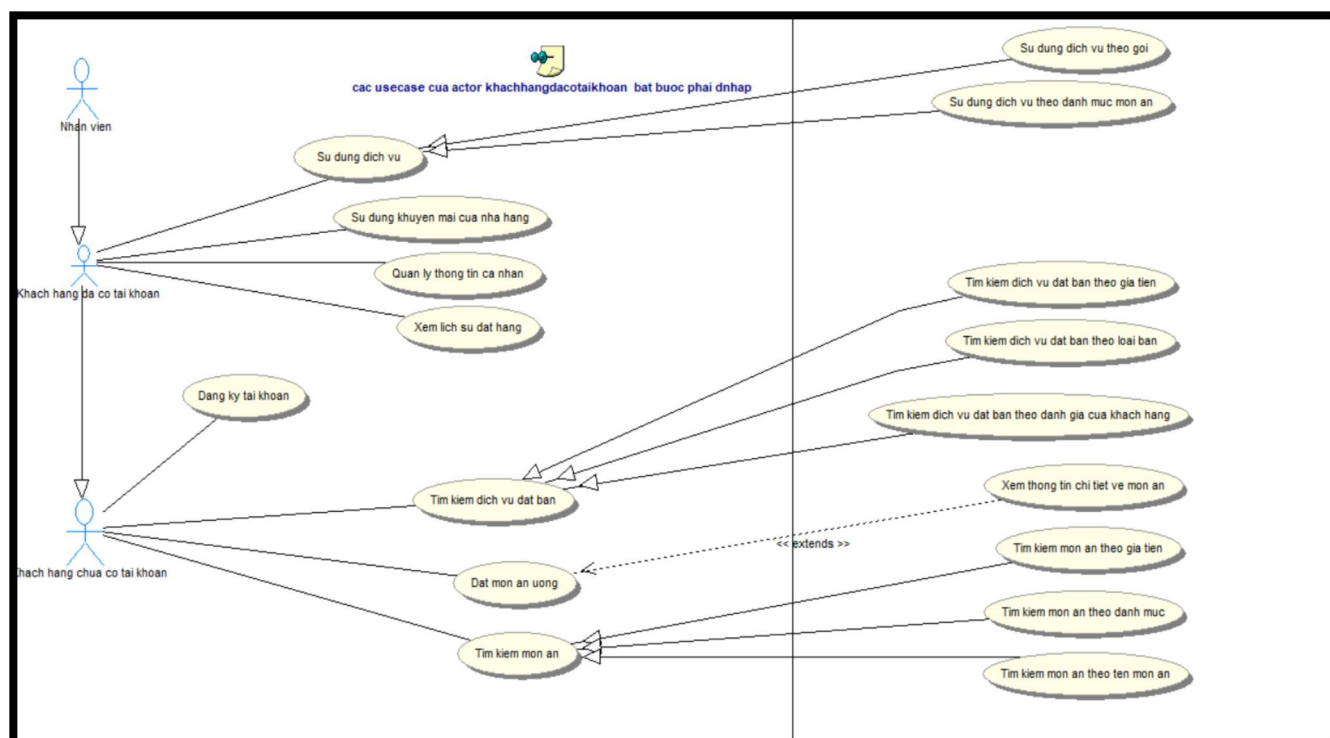 Su dung dich vu theo goi
cac usecase cua actor khachhangdacotaikhoan bat buoc phai dnhap
Su dung dich vu theo danh muc mon an
Nhan vien
Su dung dich vu
Su dung khuyen mai cua nha hang
Quan ly thong tin ca nhan
Khach hang da co tai khoan
Tim kiem dich vu dat ban theo gia tien
Xem lich su dat hang
Tim kiem dich vu dat ban theo loai ban
Dang ky tai khoan
Tim kiem dich vu dat ban theo danh gia cua khach hang
Xem thong tin chi tiet ve mon an
Tim kiem dich vu dat ban
<< extends >>
Tim kiem mon an theo gia tien
Khach hang chua co tai khoan
Dat mon an uong
Tim kiem mon an theo danh muc
Tim kiem mon an
Tim kiem mon an theo ten mon an